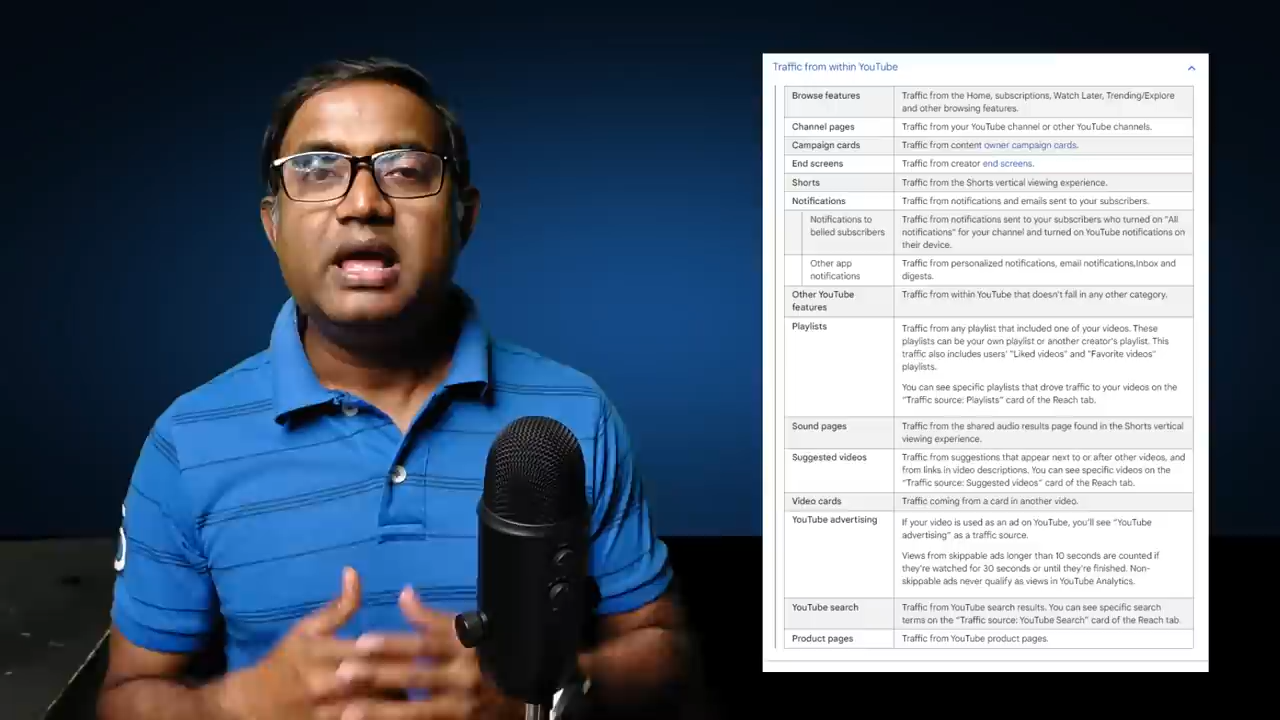 Traffic from within YouTube
Browse features
Traffic from the Home, subscriptions, Watch Later, Trending/Explore
and other browsing features.
Channel pages
Traffic from your YouTube channel or other YouTube channels.
Campaign cards
Traffic from content owner campaign cards.
End screens
Traffic from creator end screens.
Shorts
Traffic from the Shorts vertical viewing experience.
Notifications
Traffic from notifications and emails sent to your subscribers.
Notifications to
belled subscribers
Traffic from notifications sent to your subscribers who turned on "All
notifications" for your channel and turned on YouTube notifications on
their device.
Other app
notifications
Traffic from personalized notifications, email notifications,Inbox and
digests.
Other YouTube
features
Traffic from within YouTube that doesn't fall in any other category.
Playlists
Traffic from any playlist that included one of your videos. These
playlists can be your own playlist or another creator's playlist. This
traffic also includes users' "Liked videos" and "Favorite videos"
playlists.
You can see specific playlists that drove traffic to your videos on the
"Traffic source: Playlists" card of the Reach tab.
Sound pages
Traffic from the shared audio results page found in the Shorts vertical
viewing experience.
Suggested videos
Traffic from suggestions that appear next to or after other videos, and
from links in video descriptions. You can see specific videos on the
"Traffic source: Suggested videos" card of the Reach tab.
Video cards
Traffic coming from a card in another video.
YouTube advertising
If your video is used as an ad on YouTube, you'll see "YouTube
advertising" as a traffic source.
Views from skippable ads longer than 10 seconds are counted if
they're watched for 30 seconds or until they're finished. Non-
skippable ads never qualify as views in YouTube Analytics.
YouTube search
Traffic from YouTube search results. You can see specific search
terms on the "Traffic source: YouTube Search" card of the Reach tab.
Product pages
Traffic from YouTube product pages.